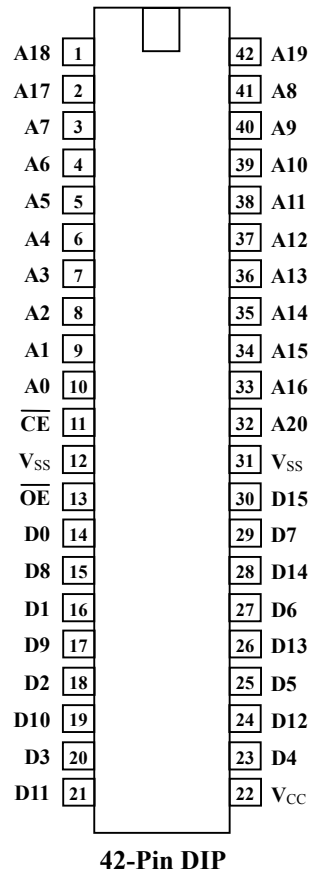 A18 1 42 A19
A17 2 41 A8
A7 3 40 A9
A6 4 39 A10
A5 5 38 A11
A4 6 37 A12
A3 7 36 A13
A2 8 35 A14
A1 9 34 A15
A0 10 33 A16
C̅E̅ 11 32 A20
VSS 12 31 VSS
O̅E̅ 13 30 D15
D0 14 29 D7
D8 15 28 D14
D1 16 27 D6
D9 17 26 D13
D2 18 25 D5
D10 19 24 D12
D3 20 23 D4
D11 21 22 VCC
42-Pin DIP